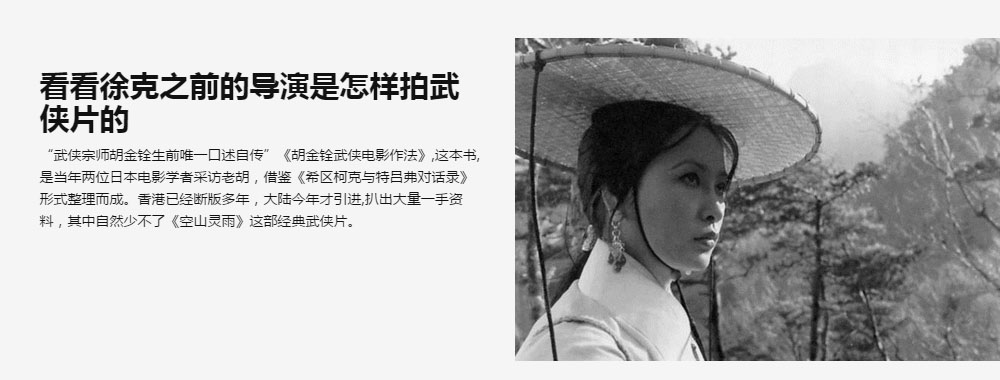 看看徐克之前的导演是怎样拍武
侠片的
“武侠宗师胡金铨生前唯一口述自传”《胡金铨武侠电影作法》,这本书,
是当年两位日本电影学者采访老胡，借鉴《希区柯克与特吕弗对话录》
形式整理而成。香港已经断版多年，大陆今年才引进,扒出大量一手资
料，其中自然少不了《空山灵雨》这部经典武侠片。